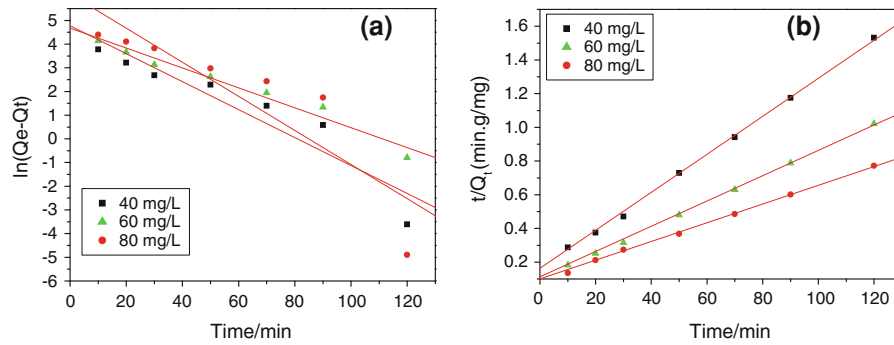 (a)
5
4
3
2
1
0
-1
-2
-3
-4
-5
-6
ln(Qe-Qt)
40 mg/L
60 mg/L
80 mg/L
0 20 40 60 80 100 120
Time/min
(b)
40 mg/L
60 mg/L
80 mg/L
1.6
1.4
1.2
1.0
0.8
0.6
0.4
0.2
t/Qt(min.g/mg)
0 20 40 60 80 100 120
Time/min